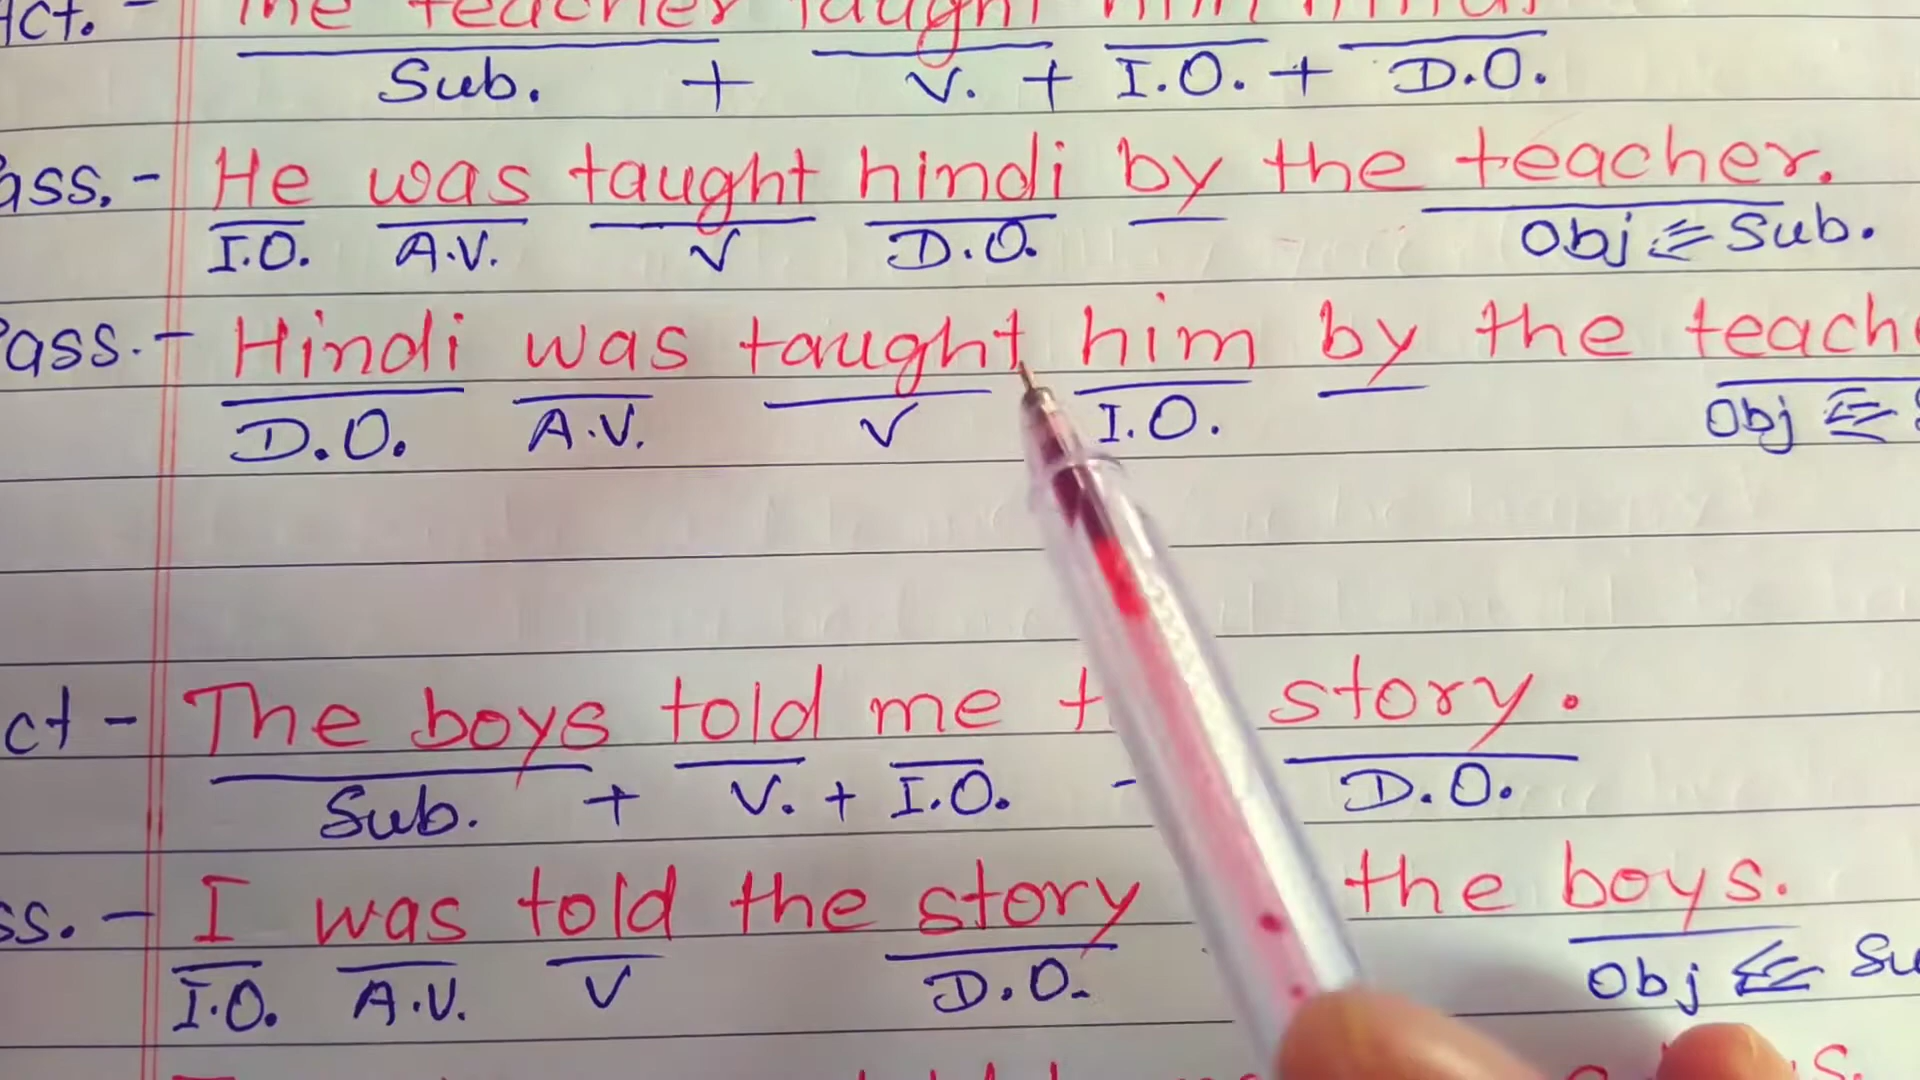 Act. - The teacher taught him hindi
Sub. + V. + I.O. + D.O.
Pass. - He was taught hindi by the teacher.
I.O. A.V. V D.O. Obj ⇐ Sub.
Pass. - Hindi was taught him by the teach
D.O. A.V. V I.O. Obj ⇐ S
ct - The boys told me t story.
Sub. + V. + I.O. - D.O.
ss. - I was told the story the boys.
I.O. A.V. V D.O. Obj ⇐ Su